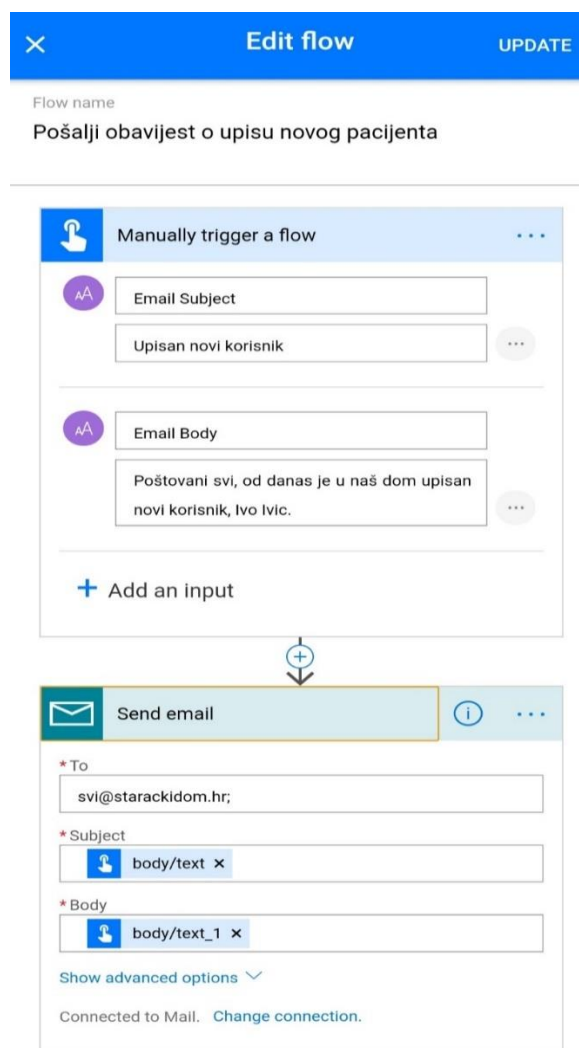 Edit flow
UPDATE
Flow name
Pošalji obavijest o upisu novog pacijenta
Manually trigger a flow
AA
Email Subject
Upisan novi korisnik
AA
Email Body
Poštovani svi, od danas je u naš dom upisan
novi korisnik, Ivo Ivic.
+ Add an input
Send email
* To
svi@starackidom.hr;
* Subject
body/text ×
* Body
body/text_1 ×
Show advanced options
Connected to Mail. Change connection.